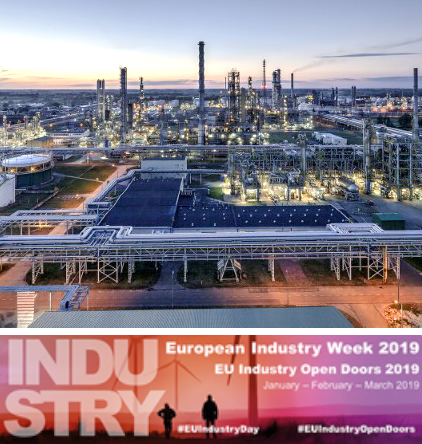 INDU
STRY
European Industry Week 2019
EU Industry Open Doors 2019
January – February – March 2019
#EUIndustryDay
#EUIndustryOpenDoors